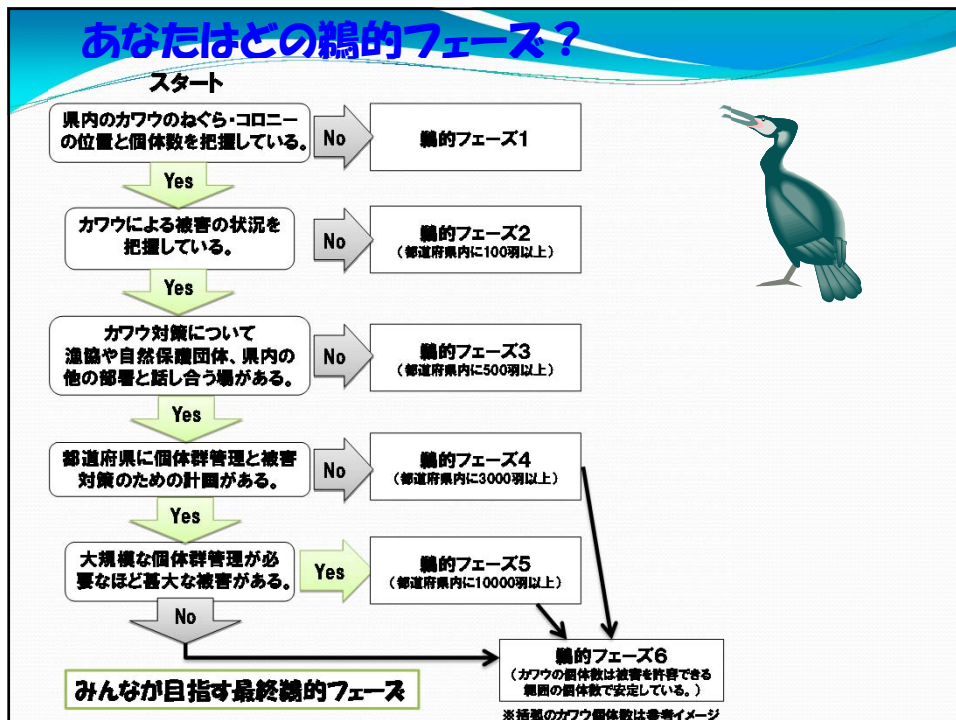 あなたはどの鵜的フェーズ？
スタート
県内のカワウのねぐら・コロニー
の位置と個体数を把握している。
No
鵜的フェーズ1
Yes
カワウによる被害の状況を
把握している。
No
鵜的フェーズ2
（都道府県内に100羽以上）
Yes
カワウ対策について
漁協や自然保護団体、県内の
他の部署と話し合う場がある。
No
鵜的フェーズ3
（都道府県内に500羽以上）
Yes
都道府県に個体群管理と被害
対策のための計画がある。
No
鵜的フェーズ4
（都道府県内に3000羽以上）
Yes
大規模な個体群管理が必
要なほど甚大な被害がある。
Yes
鵜的フェーズ5
（都道府県内に10000羽以上）
No
鵜的フェーズ6
（カワウの個体数は被害を許容できる
範囲の個体数で安定している。）
みんなが目指す最終鵜的フェーズ
※括弧のカワウ個体数は参考イメージ